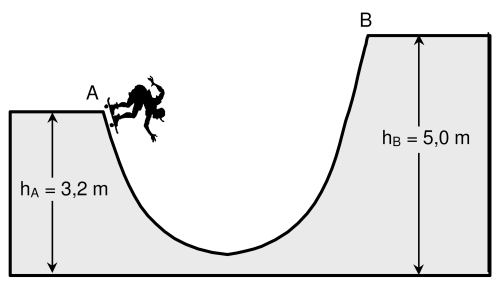 B
A
h_B = 5,0 m
h_A = 3,2 m